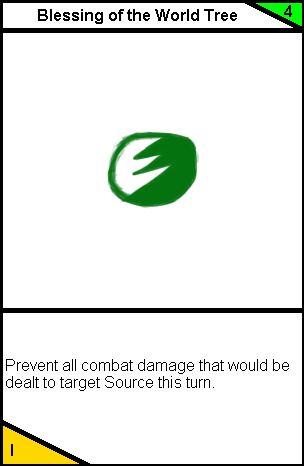 Blessing of the World Tree
4
Prevent all combat damage that would be
dealt to target Source this turn.
I